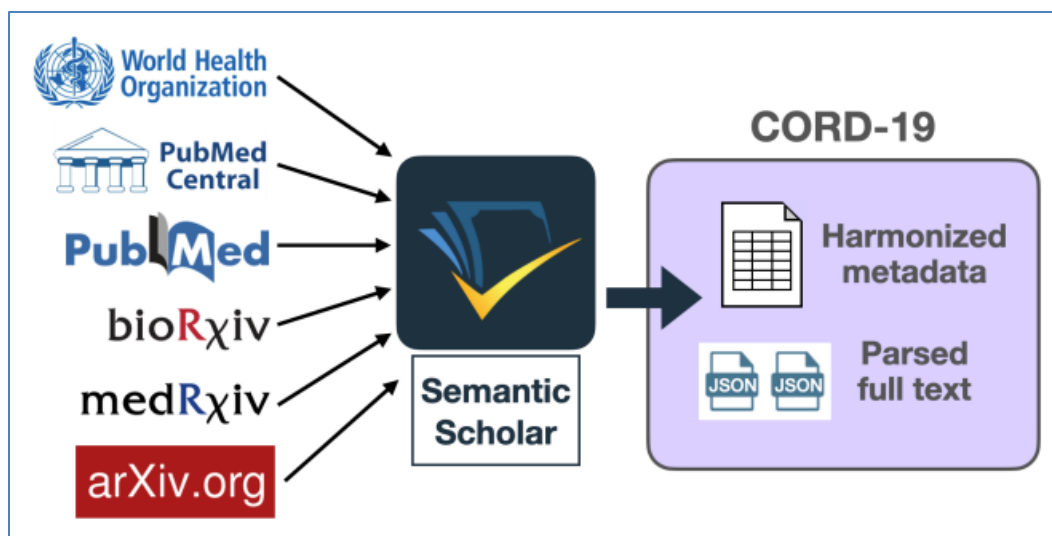 World Health
Organization
PubMed
Central
PubMed
bioRχiv
medRχiv
arXiv.org
Semantic
Scholar
CORD-19
Harmonized
metadata
JSON JSON
Parsed
full text